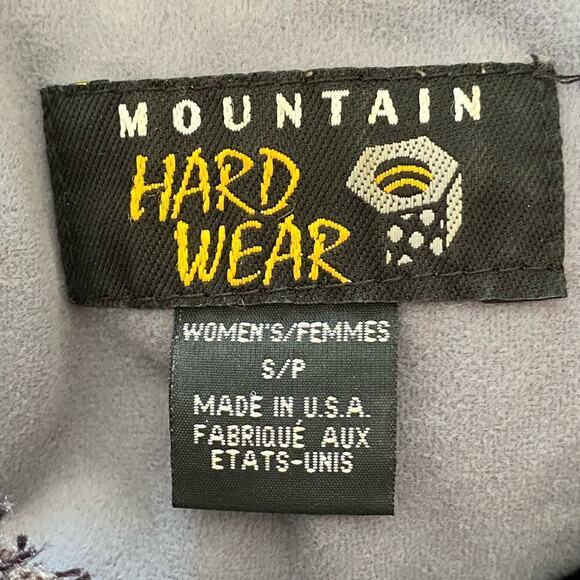 MOUNTAIN
HARD
WEAR
WOMEN'S/FEMMES
S/P
MADE IN U.S.A.
FABRIQUÉ AUX
ETATS-UNIS